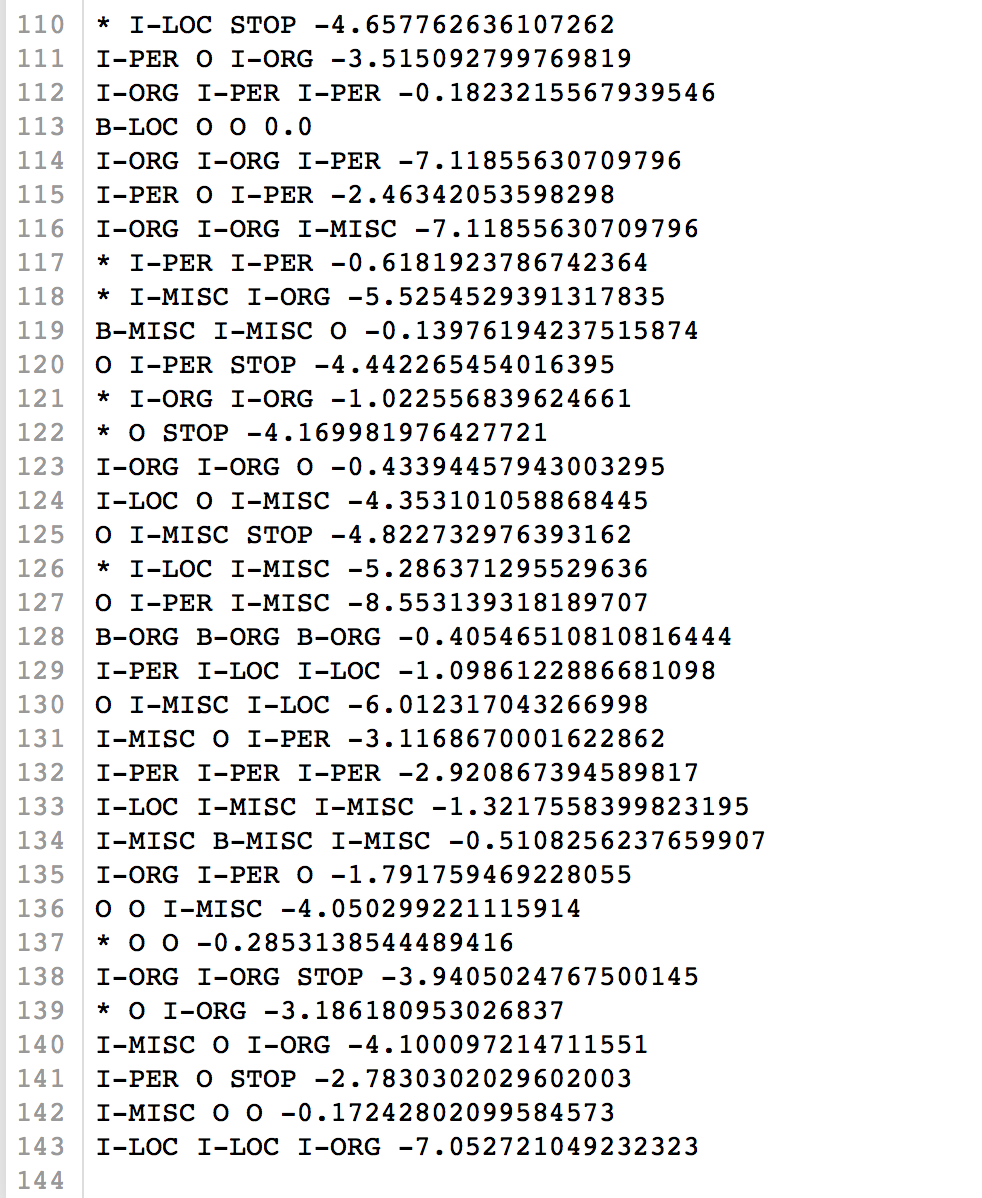 110 * I-LOC STOP -4.657762636107262
111 I-PER O I-ORG -3.515092799769819
112 I-ORG I-PER I-PER -0.1823215567939546
113 B-LOC O O 0.0
114 I-ORG I-ORG I-PER -7.11855630709796
115 I-PER O I-PER -2.46342053598298
116 I-ORG I-ORG I-MISC -7.11855630709796
117 * I-PER I-PER -0.6181923786742364
118 * I-MISC I-ORG -5.5254529391317835
119 B-MISC I-MISC O -0.13976194237515874
120 O I-PER STOP -4.442265454016395
121 * I-ORG I-ORG -1.022556839624661
122 * O STOP -4.169981976427721
123 I-ORG I-ORG O -0.43394457943003295
124 I-LOC O I-MISC -4.353101058868445
125 O I-MISC STOP -4.822732976393162
126 * I-LOC I-MISC -5.286371295529636
127 O I-PER I-MISC -8.553139318189707
128 B-ORG B-ORG B-ORG -0.40546510810816444
129 I-PER I-LOC I-LOC -1.0986122886681098
130 O I-MISC I-LOC -6.012317043266998
131 I-MISC O I-PER -3.1168670001622862
132 I-PER I-PER I-PER -2.920867394589817
133 I-LOC I-MISC I-MISC -1.3217558399823195
134 I-MISC B-MISC I-MISC -0.5108256237659907
135 I-ORG I-PER O -1.791759469228055
136 O O I-MISC -4.050299221115914
137 * O O -0.2853138544489416
138 I-ORG I-ORG STOP -3.9405024767500145
139 * O I-ORG -3.186180953026837
140 I-MISC O I-ORG -4.100097214711551
141 I-PER O STOP -2.7830302029602003
142 I-MISC O O -0.17242802099584573
143 I-LOC I-LOC I-ORG -7.052721049232323
144